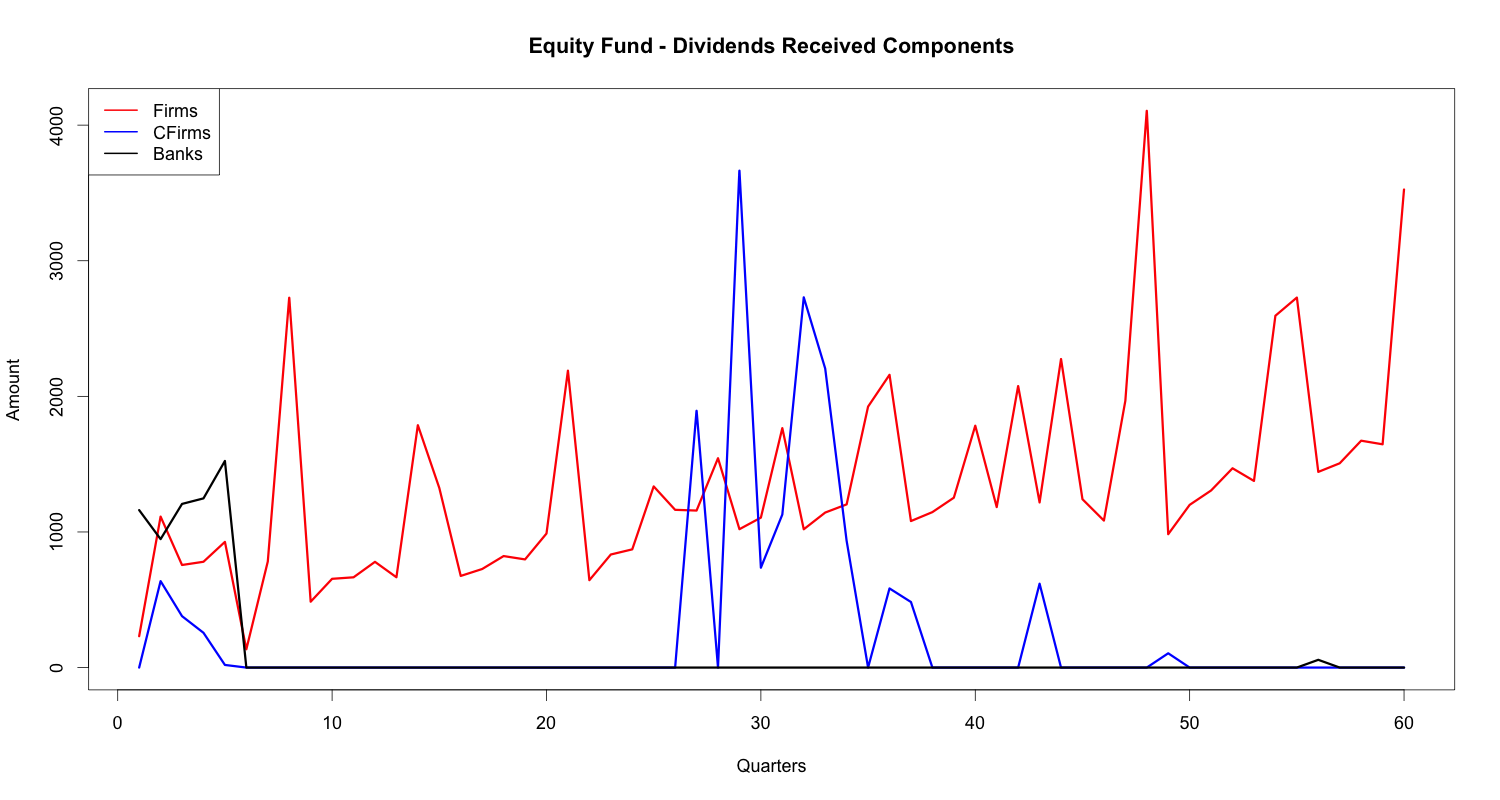 Equity Fund - Dividends Received Components
Firms
CFirms
Banks
Amount
4000
3000
2000
1000
0
0 10 20 30 40 50 60
Quarters